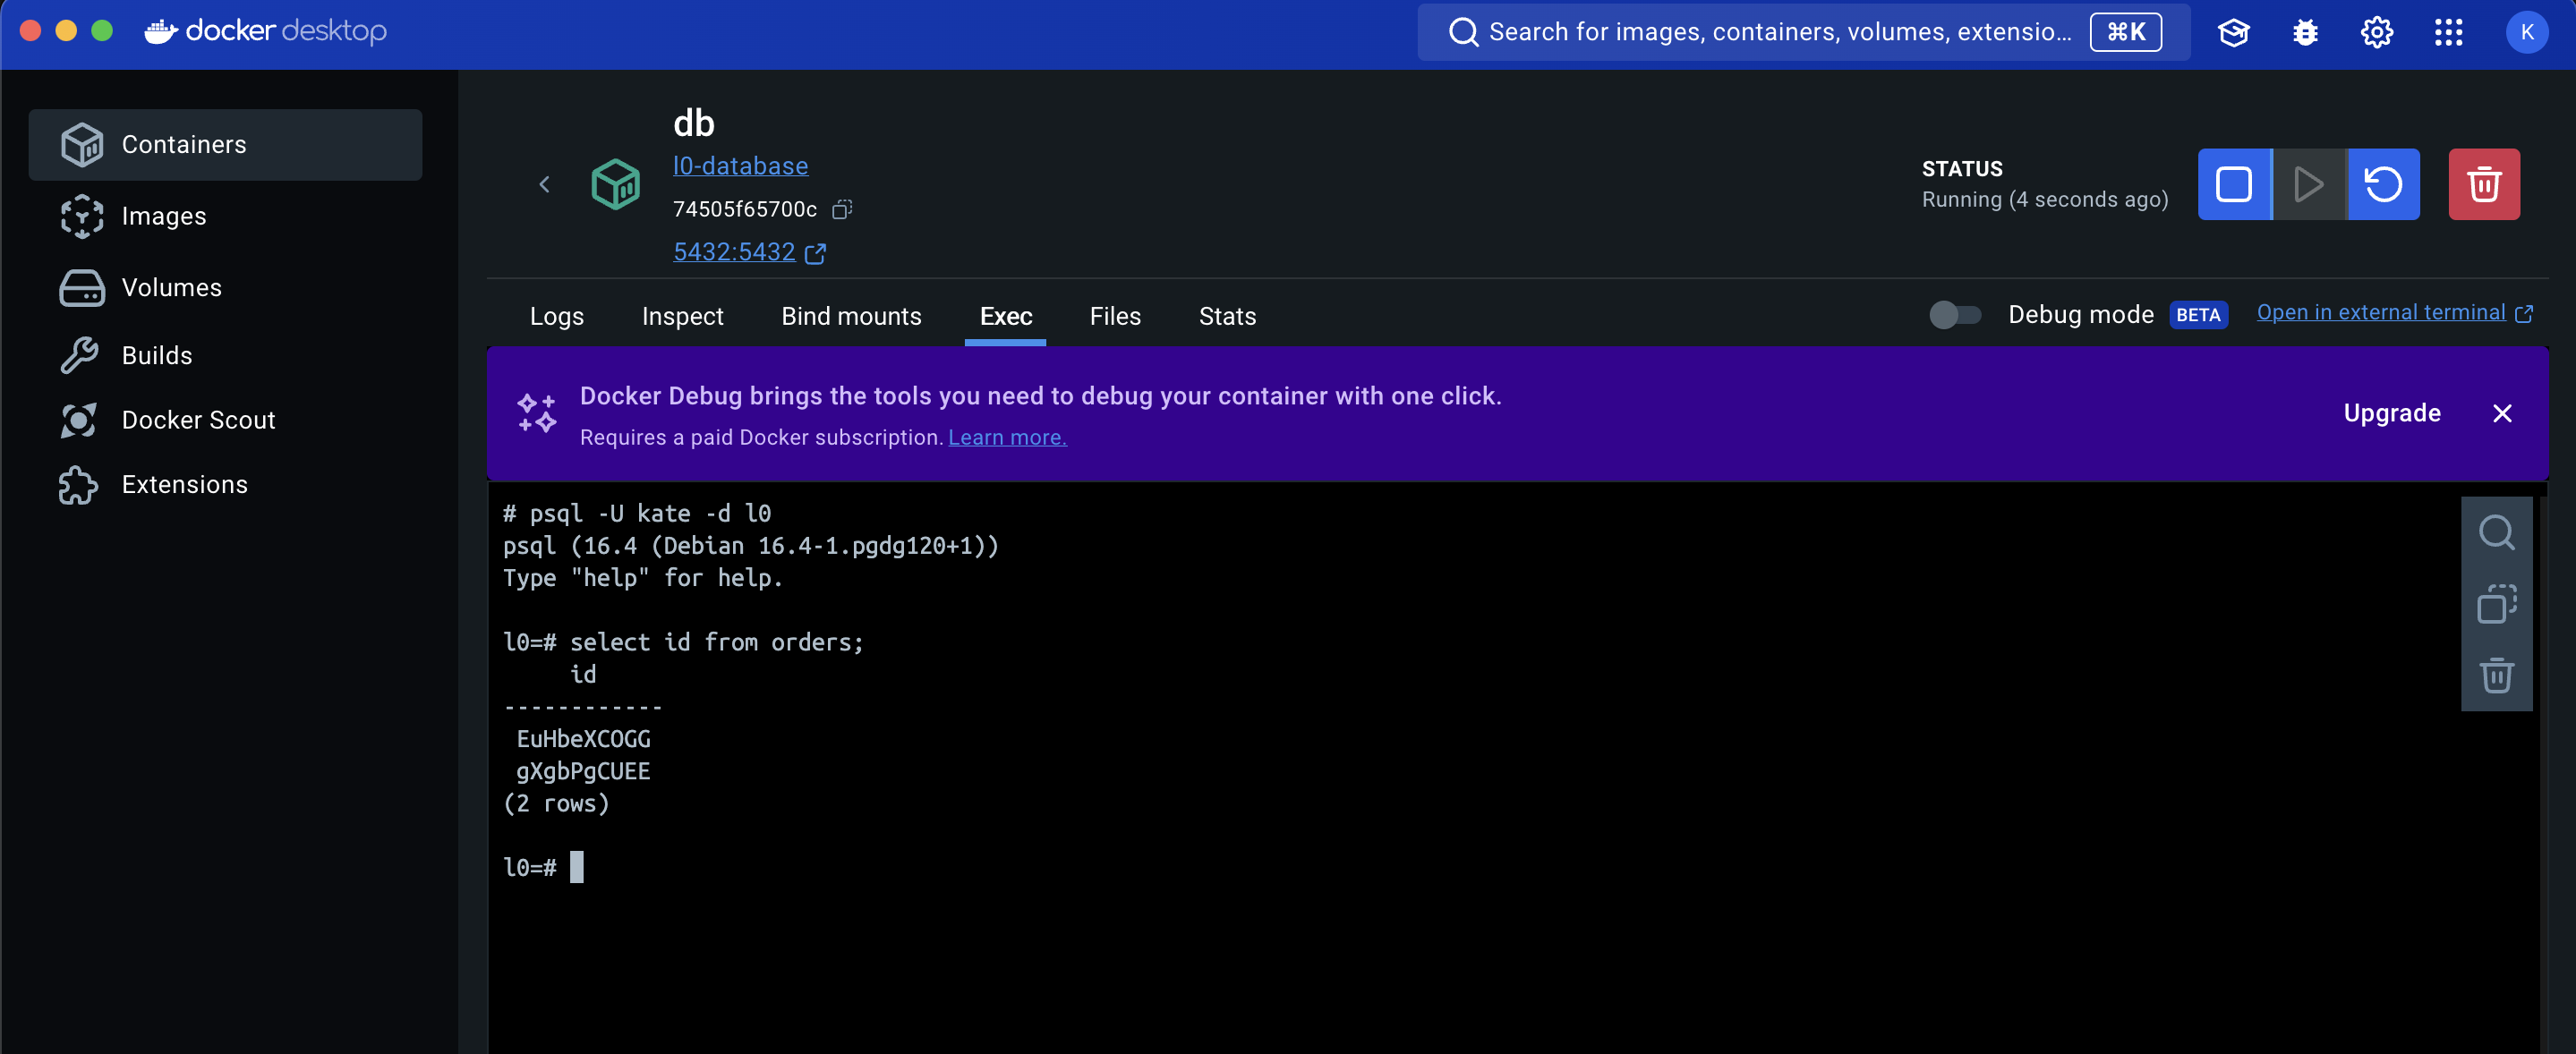 docker desktop
Search for images, containers, volumes, extensio... ⌘K
K
Containers
Images
Volumes
Builds
Docker Scout
Extensions
db
l0-database
74505f65700c
5432:5432
STATUS
Running (4 seconds ago)
Logs Inspect Bind mounts Exec Files Stats
Debug mode BETA Open in external terminal
Docker Debug brings the tools you need to debug your container with one click.
Requires a paid Docker subscription. Learn more.
Upgrade
# psql -U kate -d l0
psql (16.4 (Debian 16.4-1.pgdg120+1))
Type "help" for help.
l0=# select id from orders;
id
------------
EuHbeXCOGG
gXgbPgCUEE
(2 rows)
l0=#